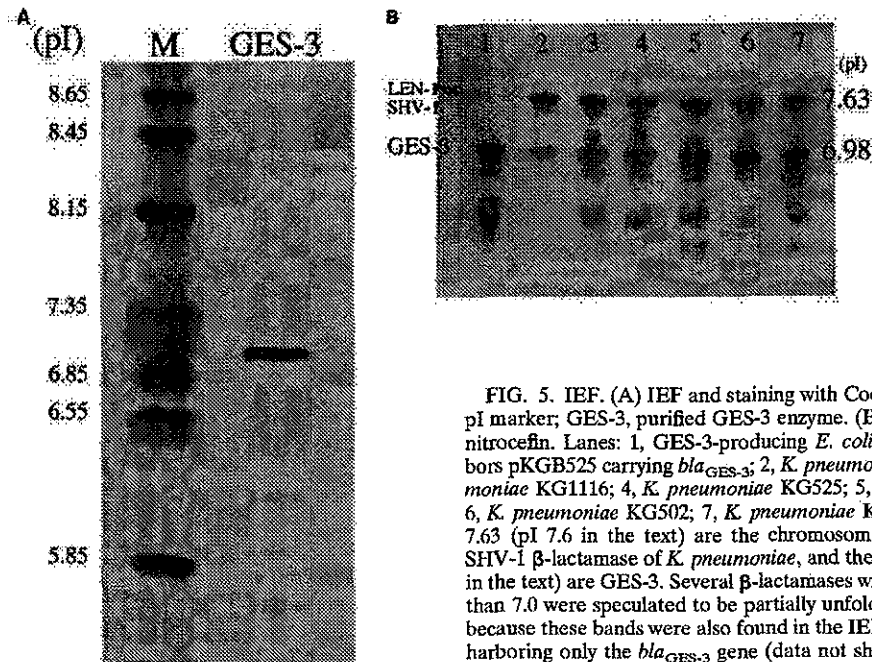 A
(pI) M GES-3
8.65
8.45
8.15
7.35
6.85
6.55
5.85
B
1 2 3 4 5 6 7
(pI)
LEN-
SHV-1
7.63
GES-3
6.98
FIG. 5. IEF. (A) IEF and staining with Coo
pI marker; GES-3, purified GES-3 enzyme. (B
nitrocefin. Lanes: 1, GES-3-producing E. coli
bors pKGB525 carrying blaGES-3; 2, K. pneumo
moniae KG1116; 4, K. pneumoniae KG525; 5,
6, K. pneumoniae KG502; 7, K. pneumoniae K
7.63 (pI 7.6 in the text) are the chromosom
SHV-1 β-lactamase of K. pneumoniae, and the
in the text) are GES-3. Several β-lactamases w
than 7.0 were speculated to be partially unfol
because these bands were also found in the IE
harboring only the blaGES-3 gene (data not sh